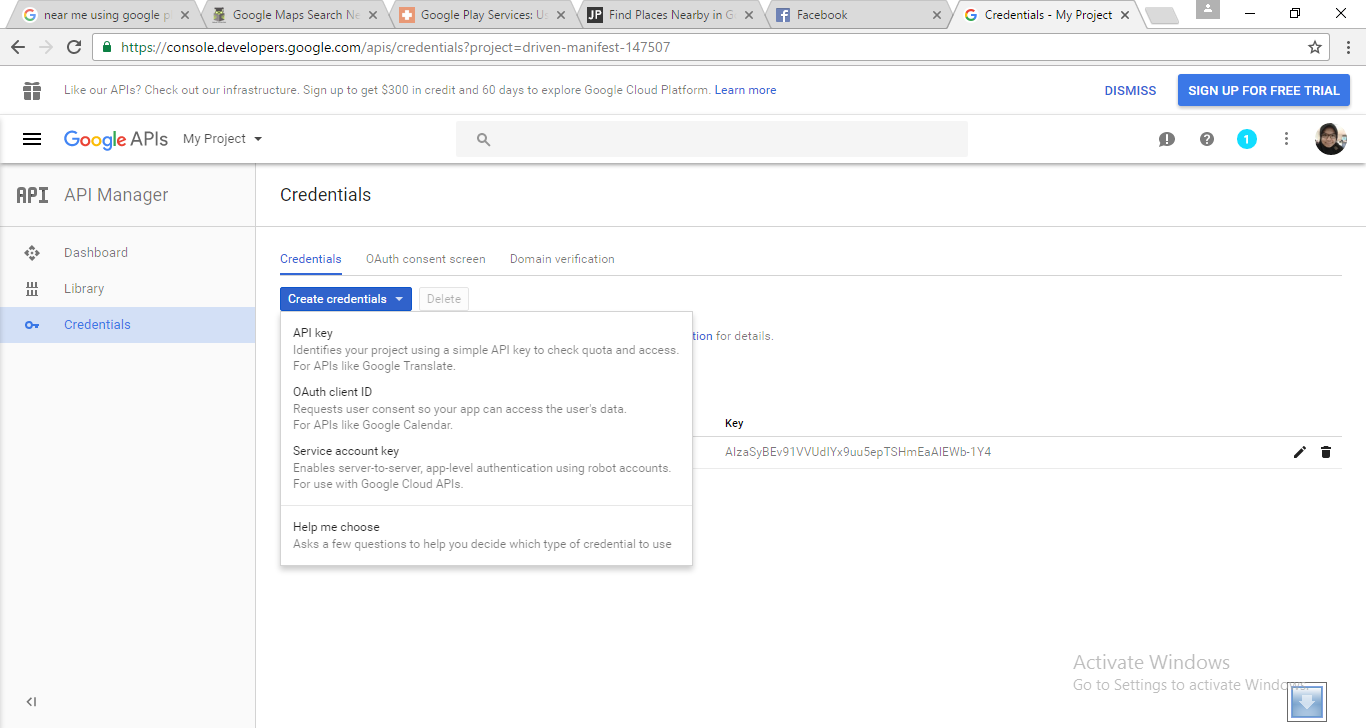 near me using google pl
Google Maps Search Ne
Google Play Services: Us
JP Find Places Nearby in G
Facebook
Credentials - My Project
https://console.developers.google.com/apis/credentials?project=driven-manifest-147507
Like our APIs? Check out our infrastructure. Sign up to get $300 in credit and 60 days to explore Google Cloud Platform. Learn more
DISMISS
SIGN UP FOR FREE TRIAL
Google APIs
My Project
1
API API Manager
Credentials
Dashboard
Library
Credentials
Credentials
OAuth consent screen
Domain verification
Create credentials
Delete
tion for details.
API key
Identifies your project using a simple API key to check quota and access.
For APIs like Google Translate.
OAuth client ID
Requests user consent so your app can access the user's data.
For APIs like Google Calendar.
Service account key
Enables server-to-server, app-level authentication using robot accounts.
For use with Google Cloud APIs.
Help me choose
Asks a few questions to help you decide which type of credential to use
Key
AIzaSyBEv91VVUdIYx9uu5epTSHmEaAIEWb-1Y4
Activate Windows
Go to Settings to activate Windows.